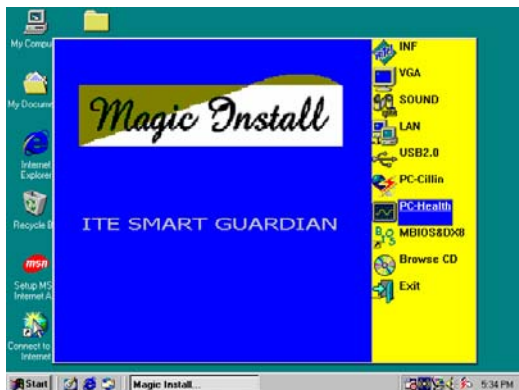 My Compu
My Docume
Internet
Explorer
Recycle B
msn
Setup MS
Internet A
Connect to
Internet
Magic Install
ITE SMART GUARDIAN
INF
VGA
SOUND
LAN
USB2.0
PC-Cillin
PC-Health
MBIOS&DX8
Browse CD
Exit
Start
Magic Install...
5:34 PM